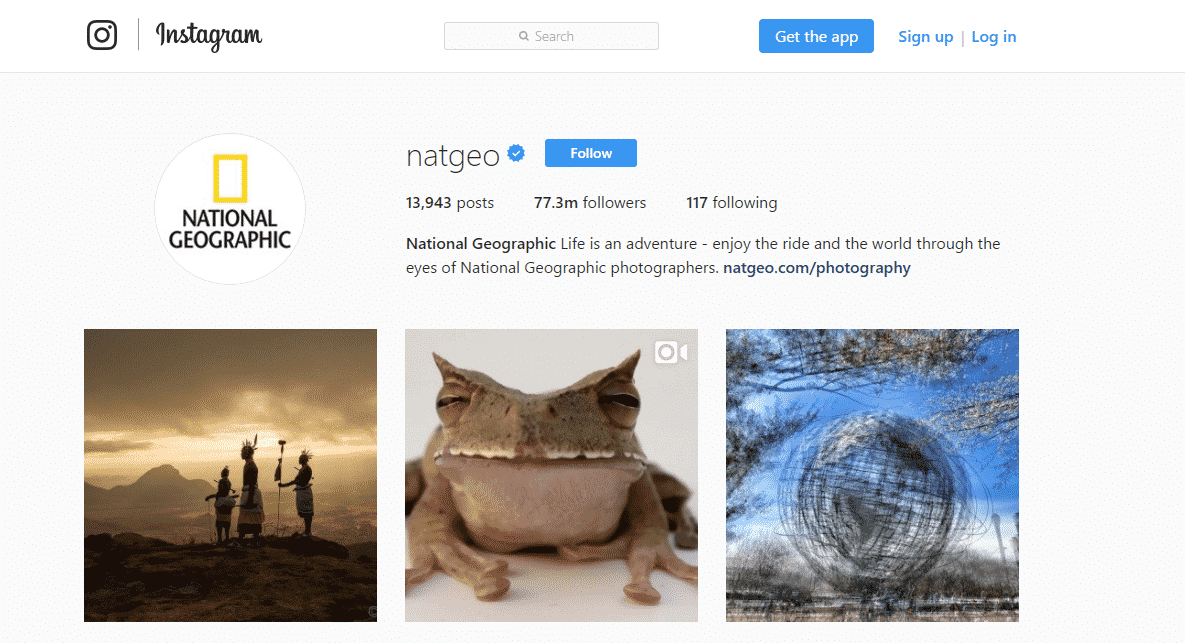 Instagram
Search
Get the app
Sign up | Log in
natgeo
Follow
13,943 posts 77.3m followers 117 following
NATIONAL
GEOGRAPHIC
National Geographic Life is an adventure - enjoy the ride and the world through the
eyes of National Geographic photographers. natgeo.com/photography
©